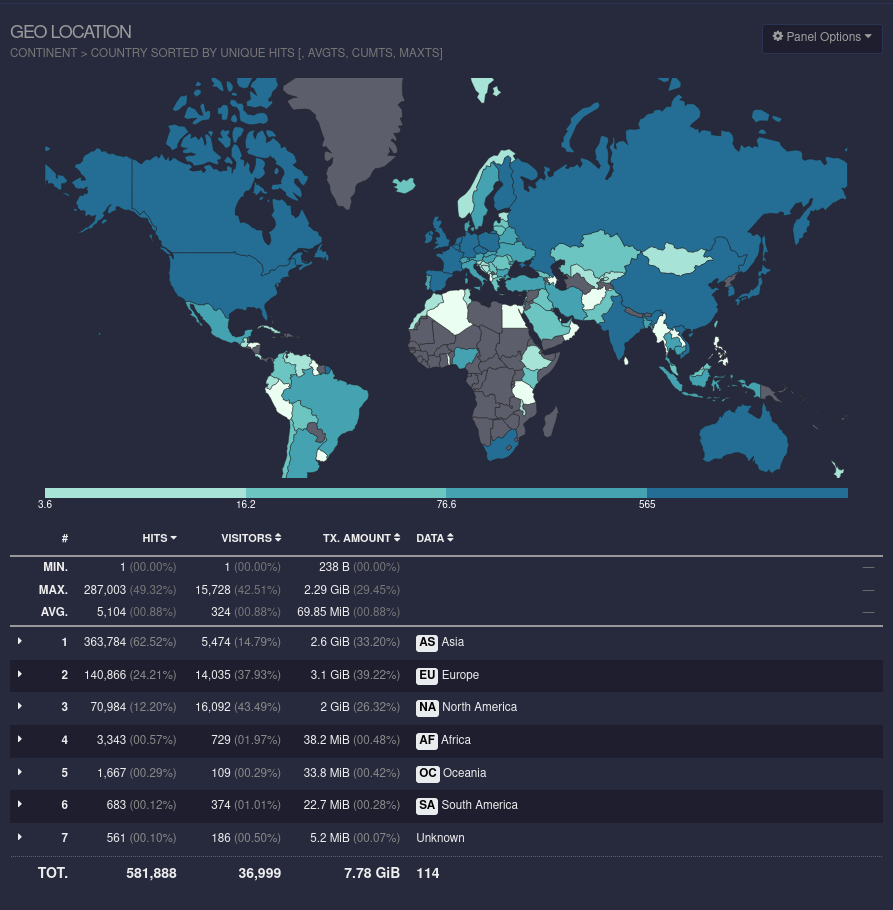 GEO LOCATION
CONTINENT > COUNTRY SORTED BY UNIQUE HITS [, AVGTS, CUMTS, MAXTS]
Panel Options
3.6 16.2 76.6 565
# HITS VISITORS TX. AMOUNT DATA
MIN. 1 (00.00%) 1 (00.00%) 238 B (00.00%) —
MAX. 287,003 (49.32%) 15,728 (42.51%) 2.29 GiB (29.45%) —
AVG. 5,104 (00.88%) 324 (00.88%) 69.85 MiB (00.88%) —
1 363,784 (62.52%) 5,474 (14.79%) 2.6 GiB (33.20%) AS Asia
2 140,866 (24.21%) 14,035 (37.93%) 3.1 GiB (39.22%) EU Europe
3 70,984 (12.20%) 16,092 (43.49%) 2 GiB (26.32%) NA North America
4 3,343 (00.57%) 729 (01.97%) 38.2 MiB (00.48%) AF Africa
5 1,667 (00.29%) 109 (00.29%) 33.8 MiB (00.42%) OC Oceania
6 683 (00.12%) 374 (01.01%) 22.7 MiB (00.28%) SA South America
7 561 (00.10%) 186 (00.50%) 5.2 MiB (00.07%) Unknown
TOT. 581,888 36,999 7.78 GiB 114